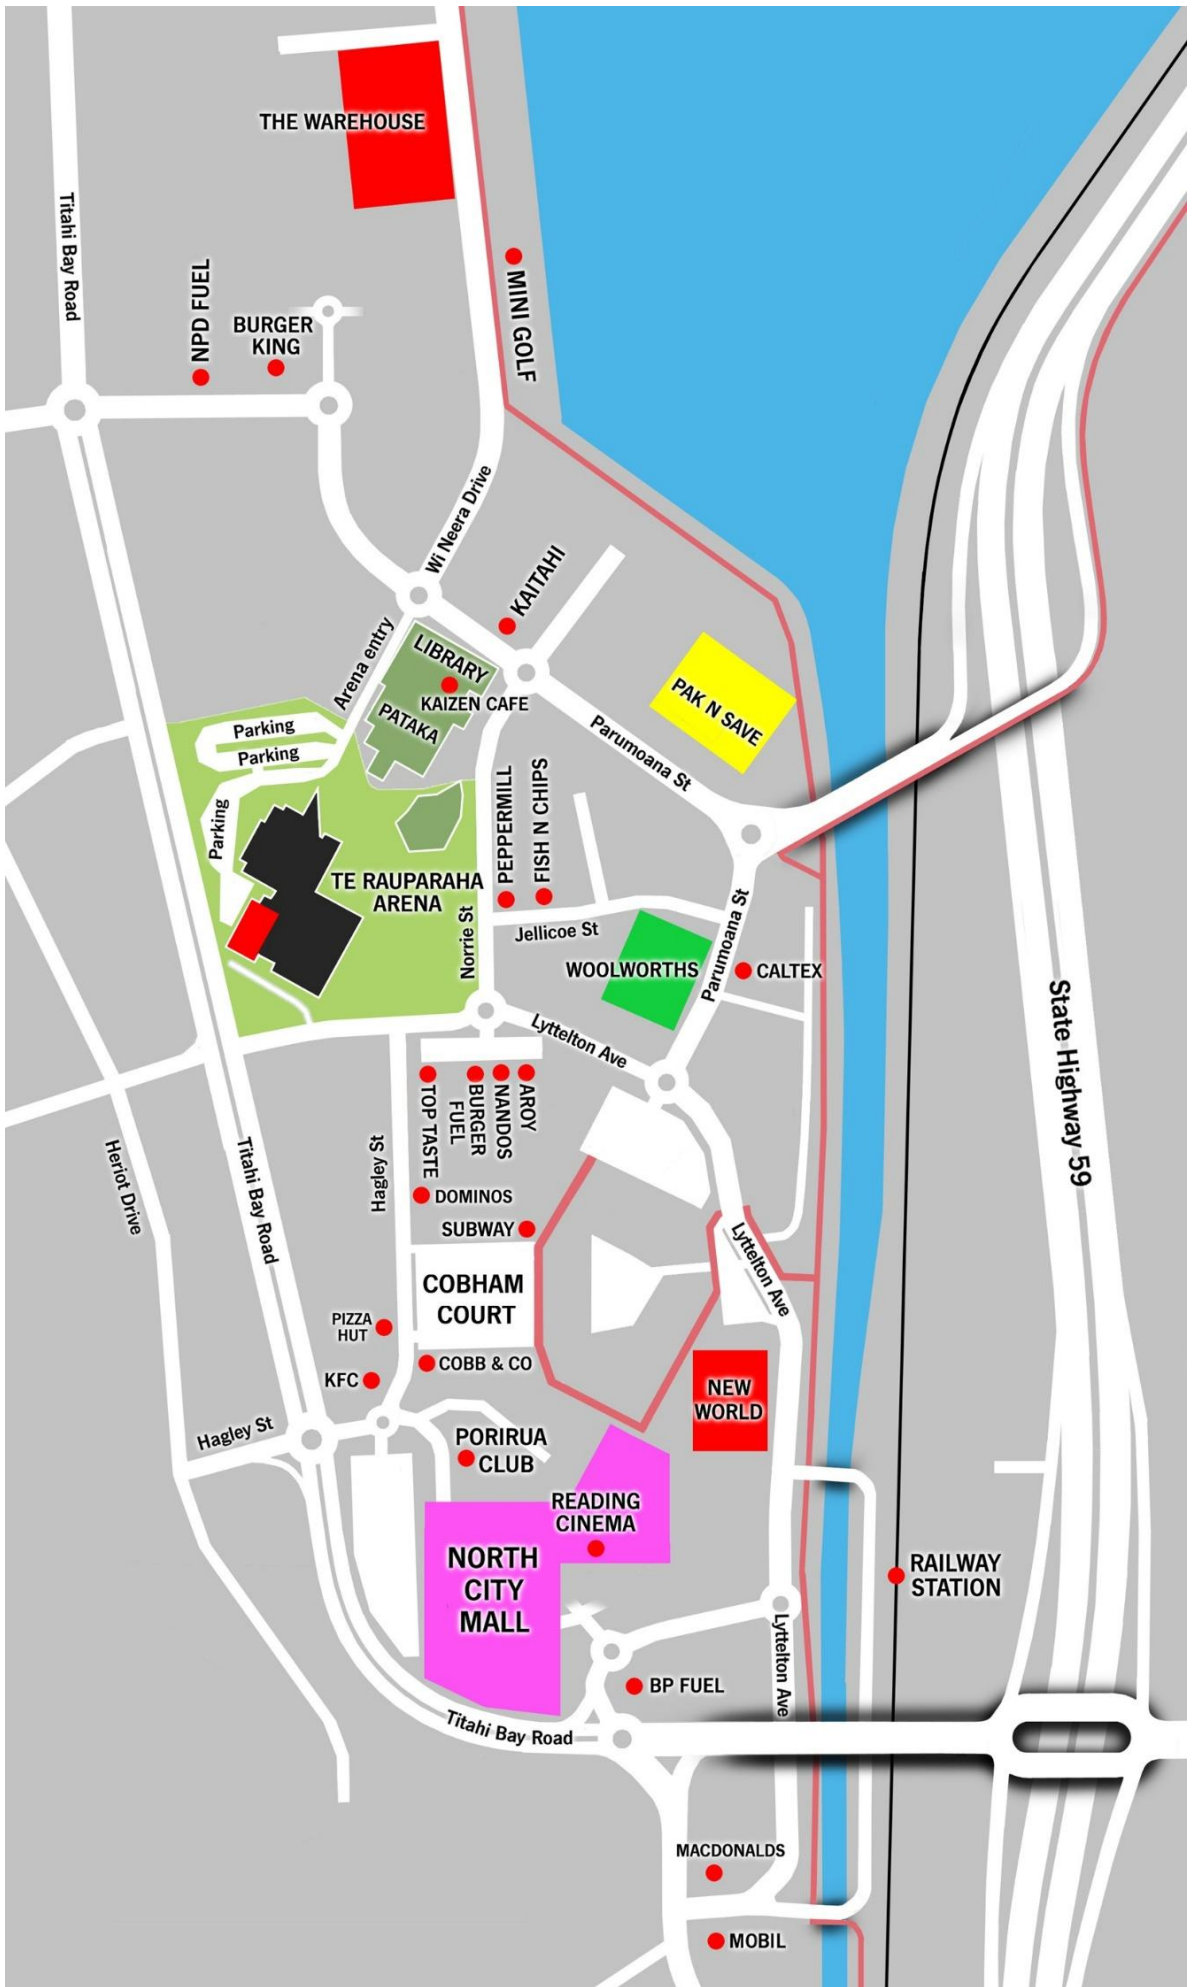 THE WAREHOUSE
Titahi Bay Road
NPD FUEL
BURGER
KING
MINI GOLF
Wi Neera Drive
KAITAHI
Arena entry
LIBRARY
KAIZEN CAFE
PATAKA
PAK N SAVE
Parking
Parking
Parking
Parumoana St
PEPPERMILL
FISH N CHIPS
TE RAUPARAHA
ARENA
Norrie St
Jellicoe St
WOOLWORTHS
Parumoana St
CALTEX
State Highway 59
Lyttelton Ave
TOP TASTE
BURGER
FUEL
NANDOS
AROY
Heriot Drive
Titahi Bay Road
Hagley St
DOMINOS
SUBWAY
Lyttelton Ave
COBHAM
COURT
PIZZA
HUT
KFC
COBB & CO
NEW
WORLD
Hagley St
PORIRUA
CLUB
READING
CINEMA
NORTH
CITY
MALL
RAILWAY
STATION
BP FUEL
Lyttelton Ave
Titahi Bay Road
MACDONALDS
MOBIL